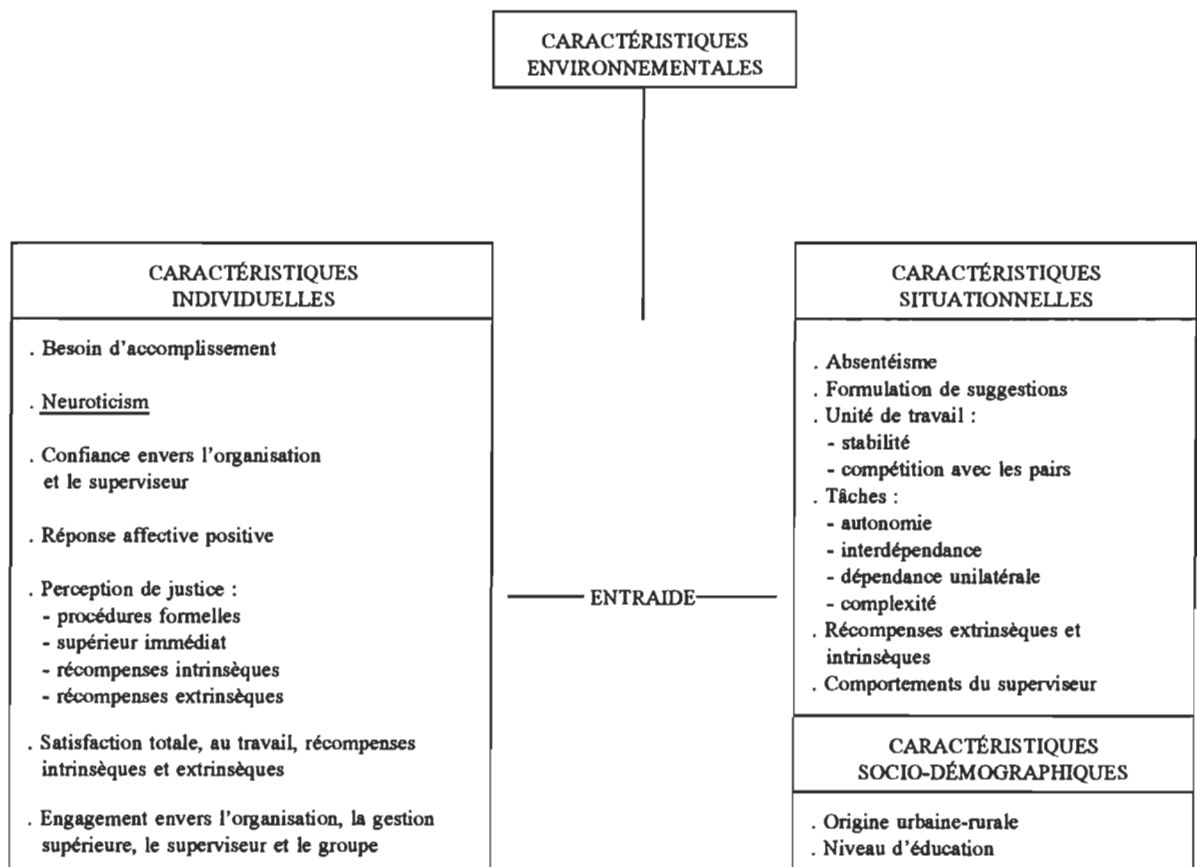 CARACTÉRISTIQUES
ENVIRONNEMENTALES
CARACTÉRISTIQUES
INDIVIDUELLES
. Besoin d'accomplissement
. Neuroticism
. Confiance envers l'organisation
et le superviseur
. Réponse affective positive
. Perception de justice :
- procédures formelles
- supérieur immédiat
- récompenses intrinsèques
- récompenses extrinsèques
. Satisfaction totale, au travail, récompenses
intrinsèques et extrinsèques
. Engagement envers l'organisation, la gestion
supérieure, le superviseur et le groupe
ENTRAIDE
CARACTÉRISTIQUES
SITUATIONNELLES
. Absentéisme
. Formulation de suggestions
. Unité de travail :
- stabilité
- compétition avec les pairs
. Tâches :
- autonomie
- interdépendance
- dépendance unilatérale
- complexité
. Récompenses extrinsèques et
intrinsèques
. Comportements du superviseur
CARACTÉRISTIQUES
SOCIO-DÉMOGRAPHIQUES
. Origine urbaine-rurale
. Niveau d'éducation